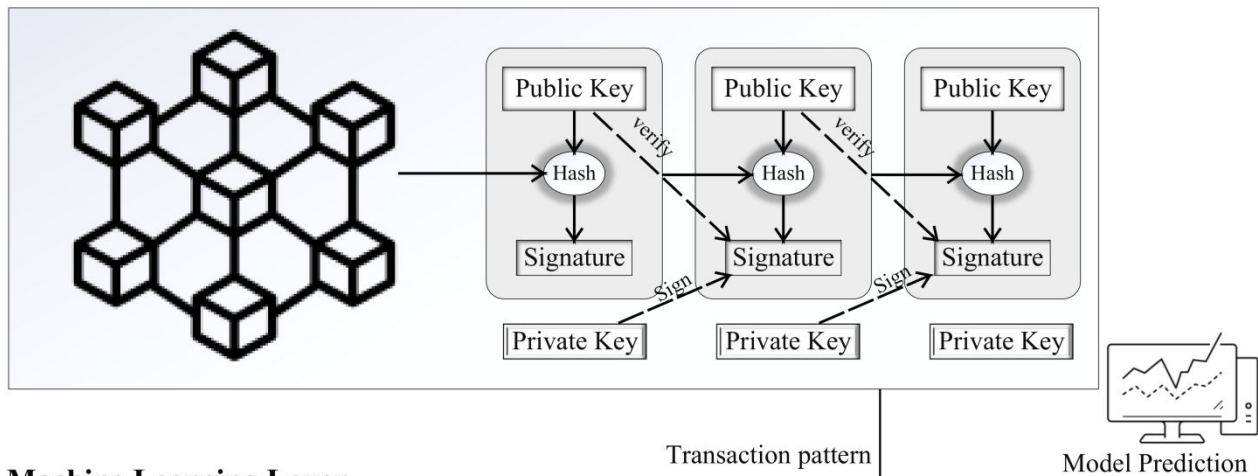 Public Key
Public Key
Public Key
verify
verify
Hash
Hash
Hash
Signature
Signature
Signature
Sign
Sign
Private Key
Private Key
Private Key
Transaction pattern
Model Prediction